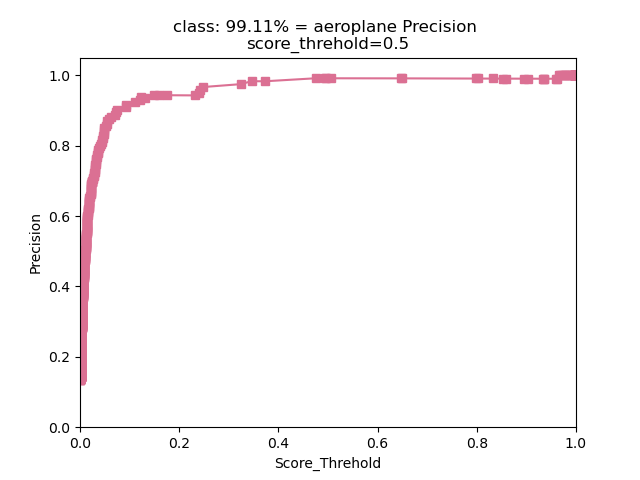 class: 99.11% = aeroplane Precision
score_threhold=0.5
1.0
0.8
0.6
0.4
0.2
0.0
Precision
0.0 0.2 0.4 0.6 0.8 1.0
Score_Threhold